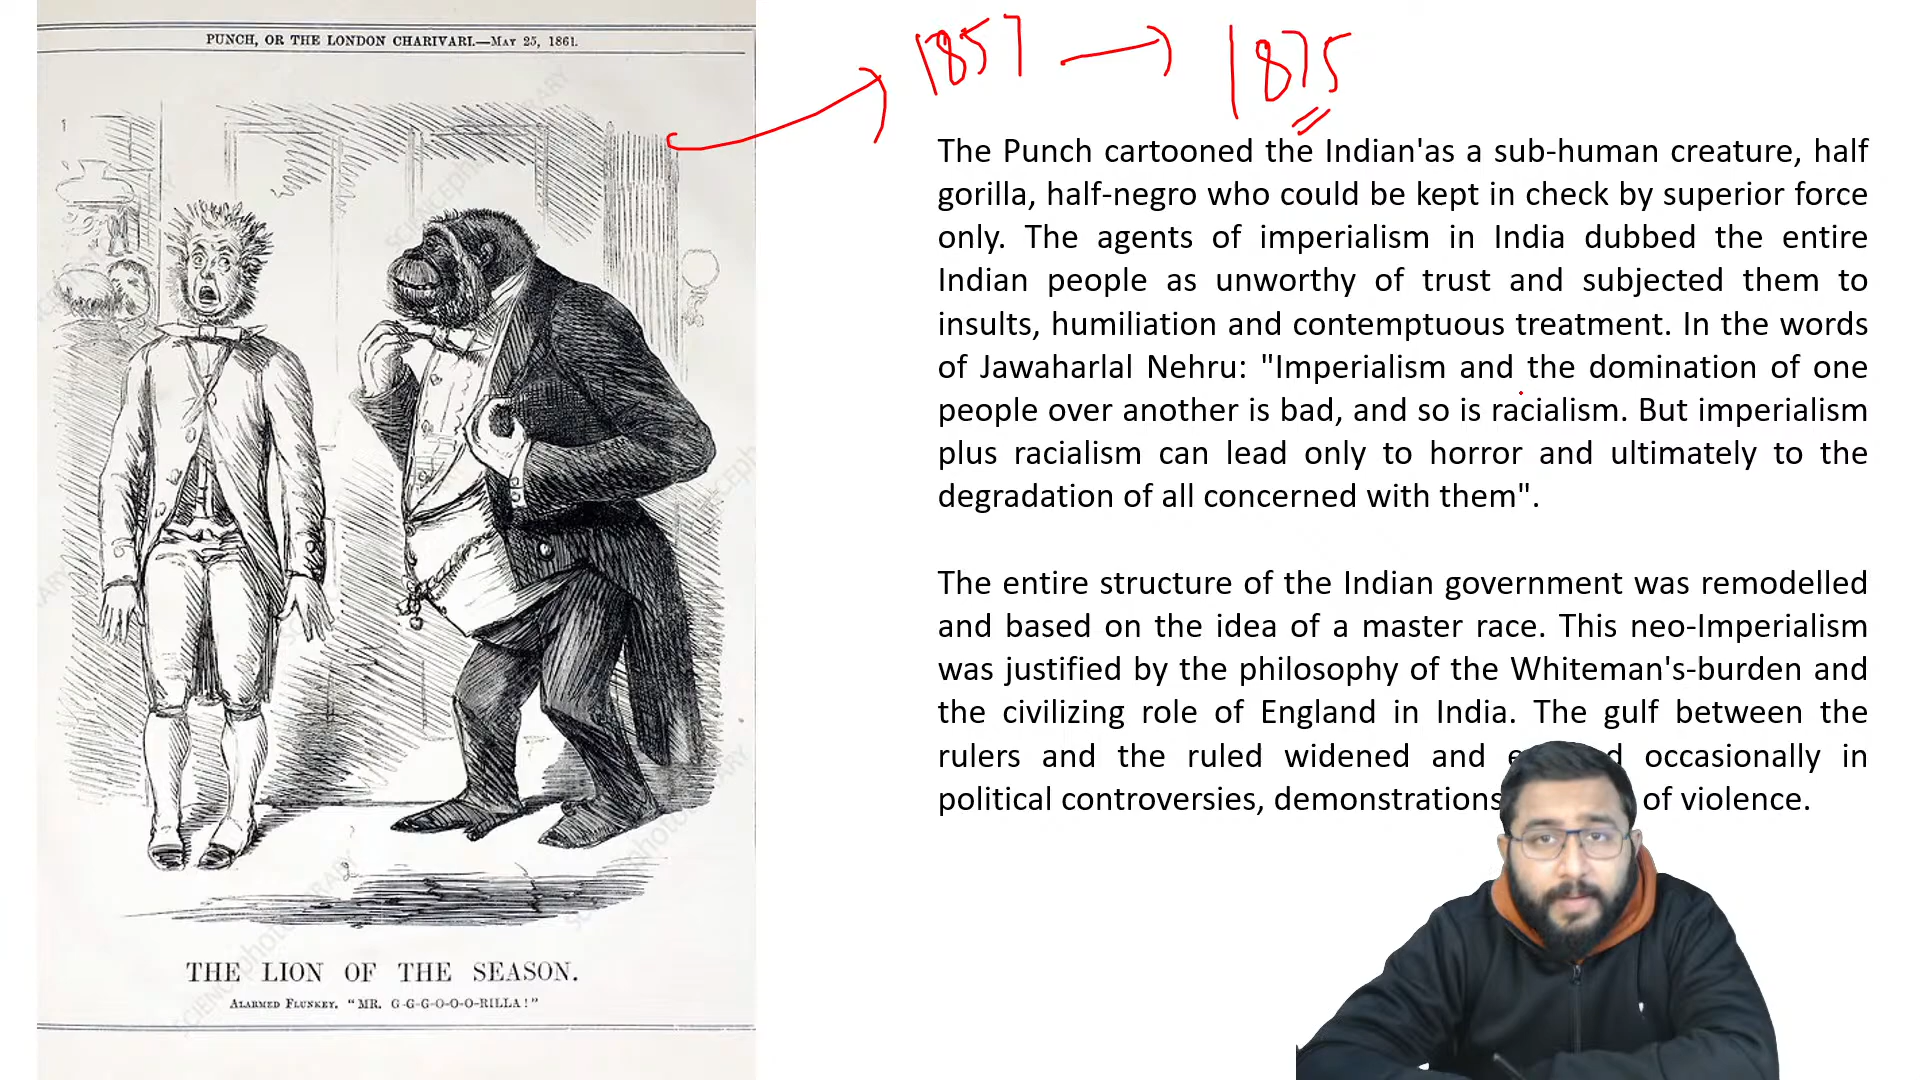 PUNCH, OR THE LONDON CHARIVARI.—MAY 25, 1861.
1857 → 1875
The Punch cartooned the Indian'as a sub-human creature, half
gorilla, half-negro who could be kept in check by superior force
only. The agents of imperialism in India dubbed the entire
Indian people as unworthy of trust and subjected them to
insults, humiliation and contemptuous treatment. In the words
of Jawaharlal Nehru: "Imperialism and the domination of one
people over another is bad, and so is racialism. But imperialism
plus racialism can lead only to horror and ultimately to the
degradation of all concerned with them".
The entire structure of the Indian government was remodelled
and based on the idea of a master race. This neo-Imperialism
was justified by the philosophy of the Whiteman's-burden and
the civilizing role of England in India. The gulf between the
rulers and the ruled widened and occasionally in
political controversies, demonstrations of violence.
THE LION OF THE SEASON.
ALARMED FLUNKEY. "MR. G-G-G-O-O-O-RILLA!"